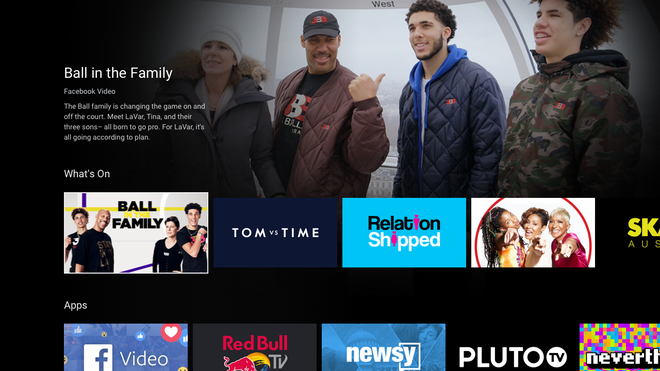 West
Ball in the Family
Facebook Video
The Ball family is changing the game on and
off the court. Meet LaVar, Tina, and their
three sons– all born to go pro. For LaVar, it's
all going according to plan.
What's On
BALL
IN THE
FAMILY
TOM VS TIME
Relation
Shipped
SKA
AUS
Apps
f Video
Red Bull
TV
newsy
PLUTO TV
neverth